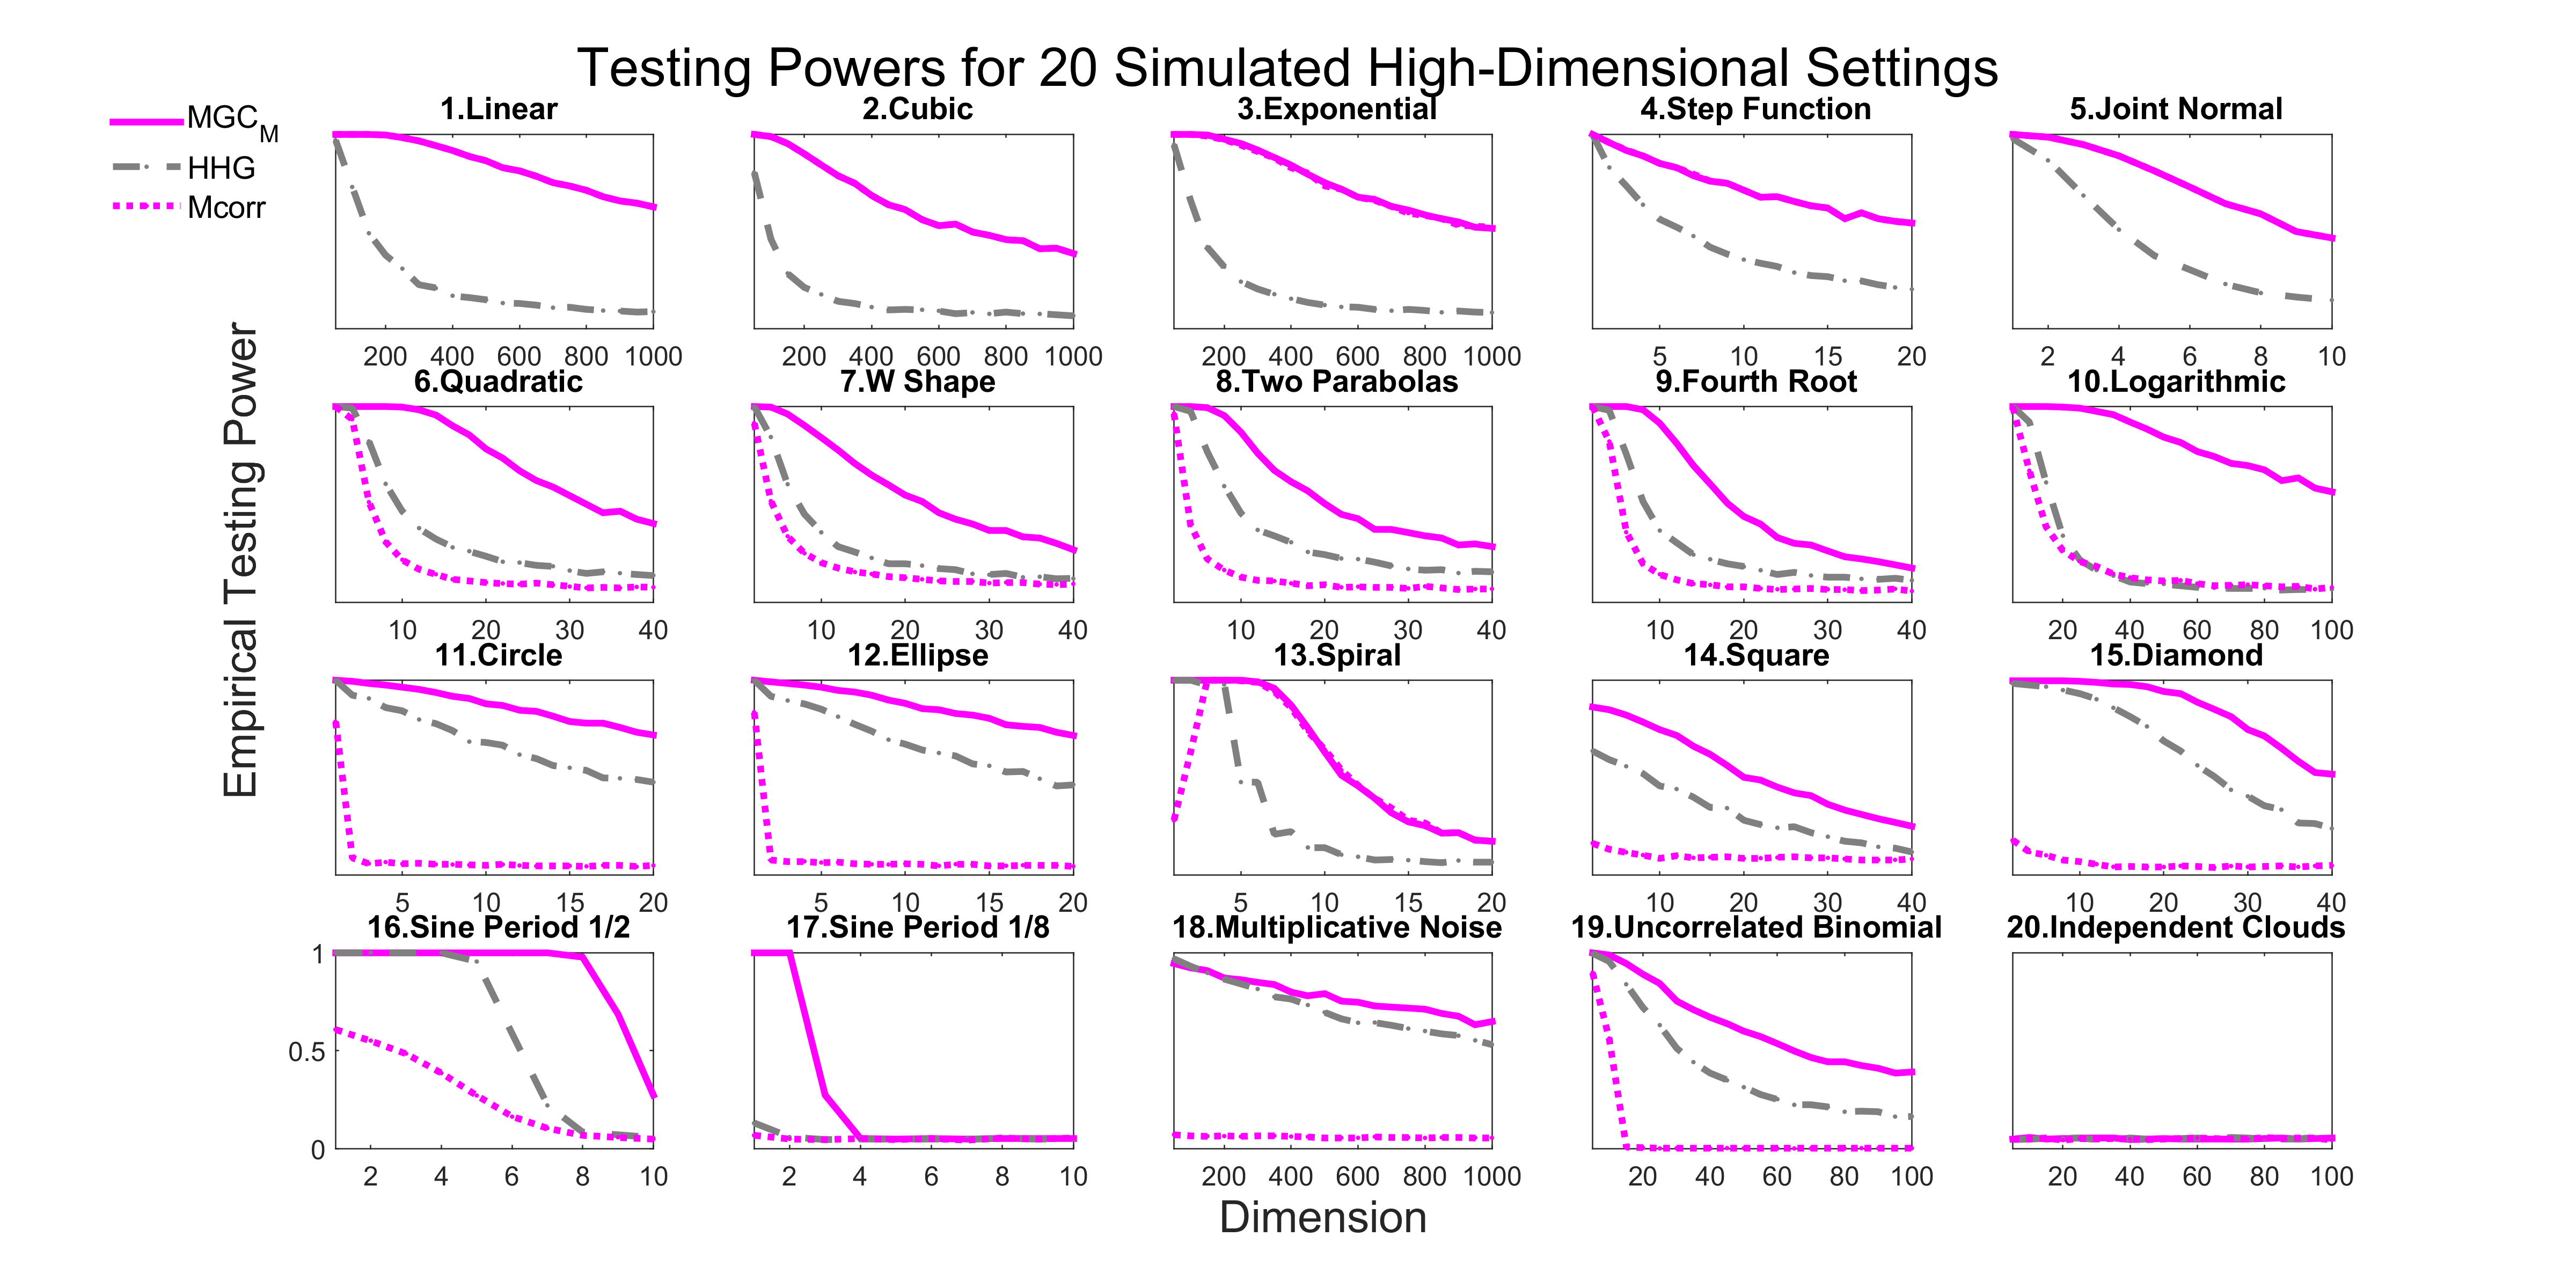 Testing Powers for 20 Simulated High-Dimensional Settings
MGC_M
HHG
Mcorr
Empirical Testing Power
1.Linear
200 400 600 800 1000
2.Cubic
200 400 600 800 1000
3.Exponential
200 400 600 800 1000
4.Step Function
5 10 15 20
5.Joint Normal
2 4 6 8 10
6.Quadratic
10 20 30 40
7.W Shape
10 20 30 40
8.Two Parabolas
10 20 30 40
9.Fourth Root
10 20 30 40
10.Logarithmic
20 40 60 80 100
11.Circle
5 10 15 20
12.Ellipse
5 10 15 20
13.Spiral
5 10 15 20
14.Square
10 20 30 40
15.Diamond
10 20 30 40
16.Sine Period 1/2
1
0.5
0
2 4 6 8 10
17.Sine Period 1/8
2 4 6 8 10
18.Multiplicative Noise
200 400 600 800 1000
19.Uncorrelated Binomial
20 40 60 80 100
20.Independent Clouds
20 40 60 80 100
Dimension